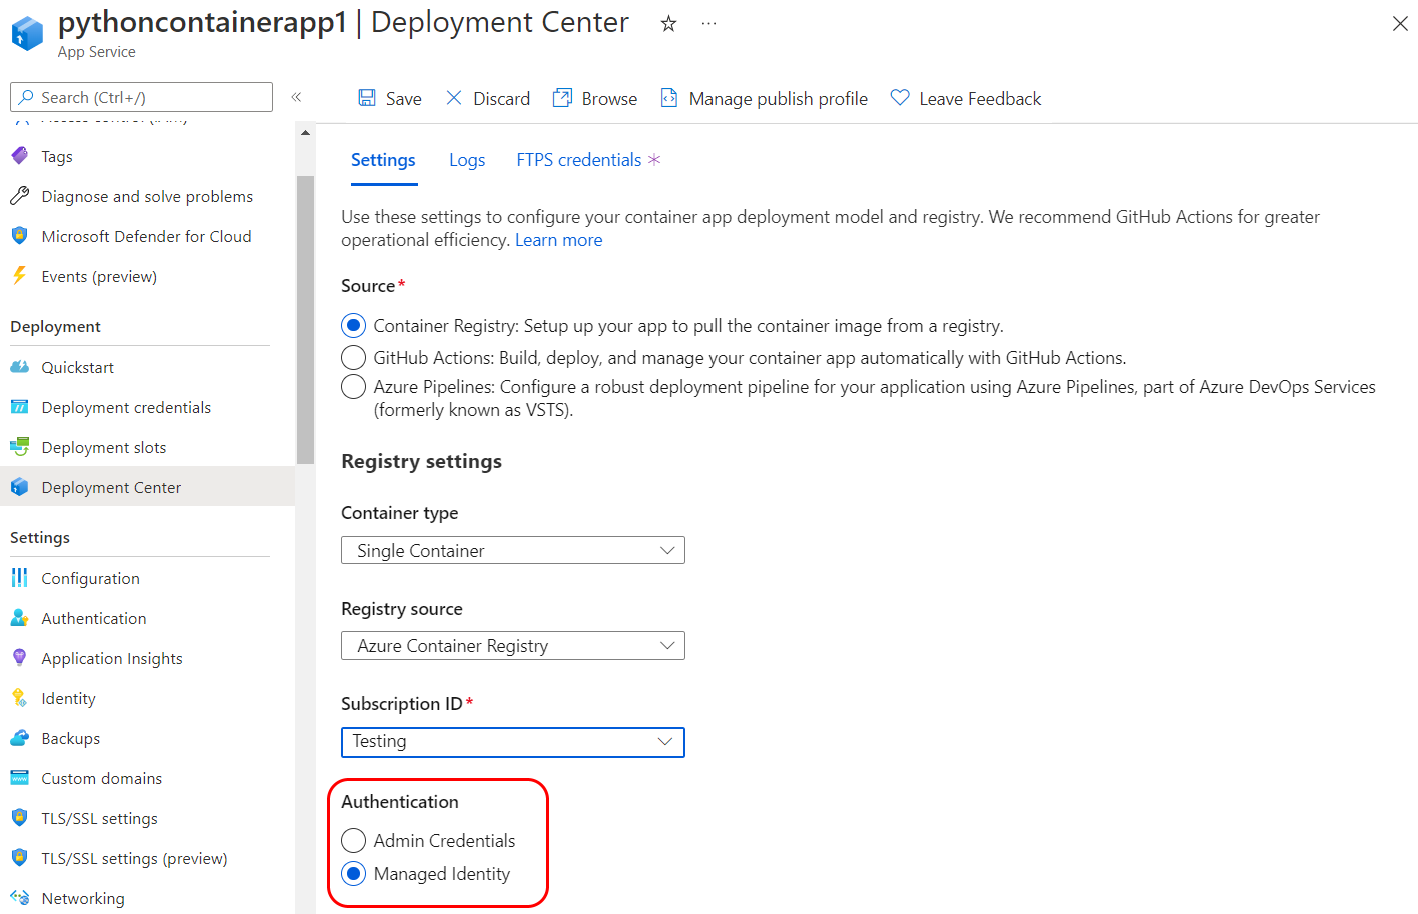 pythoncontainerapp1 | Deployment Center
App Service
Search (Ctrl+/)
Tags
Diagnose and solve problems
Microsoft Defender for Cloud
Events (preview)
Deployment
Quickstart
Deployment credentials
Deployment slots
Deployment Center
Settings
Configuration
Authentication
Application Insights
Identity
Backups
Custom domains
TLS/SSL settings
TLS/SSL settings (preview)
Networking
Save Discard Browse Manage publish profile Leave Feedback
Settings Logs FTPS credentials
Use these settings to configure your container app deployment model and registry. We recommend GitHub Actions for greater
operational efficiency. Learn more
Source*
Container Registry: Setup up your app to pull the container image from a registry.
GitHub Actions: Build, deploy, and manage your container app automatically with GitHub Actions.
Azure Pipelines: Configure a robust deployment pipeline for your application using Azure Pipelines, part of Azure DevOps Services
(formerly known as VSTS).
Registry settings
Container type
Single Container
Registry source
Azure Container Registry
Subscription ID*
Testing
Authentication
Admin Credentials
Managed Identity